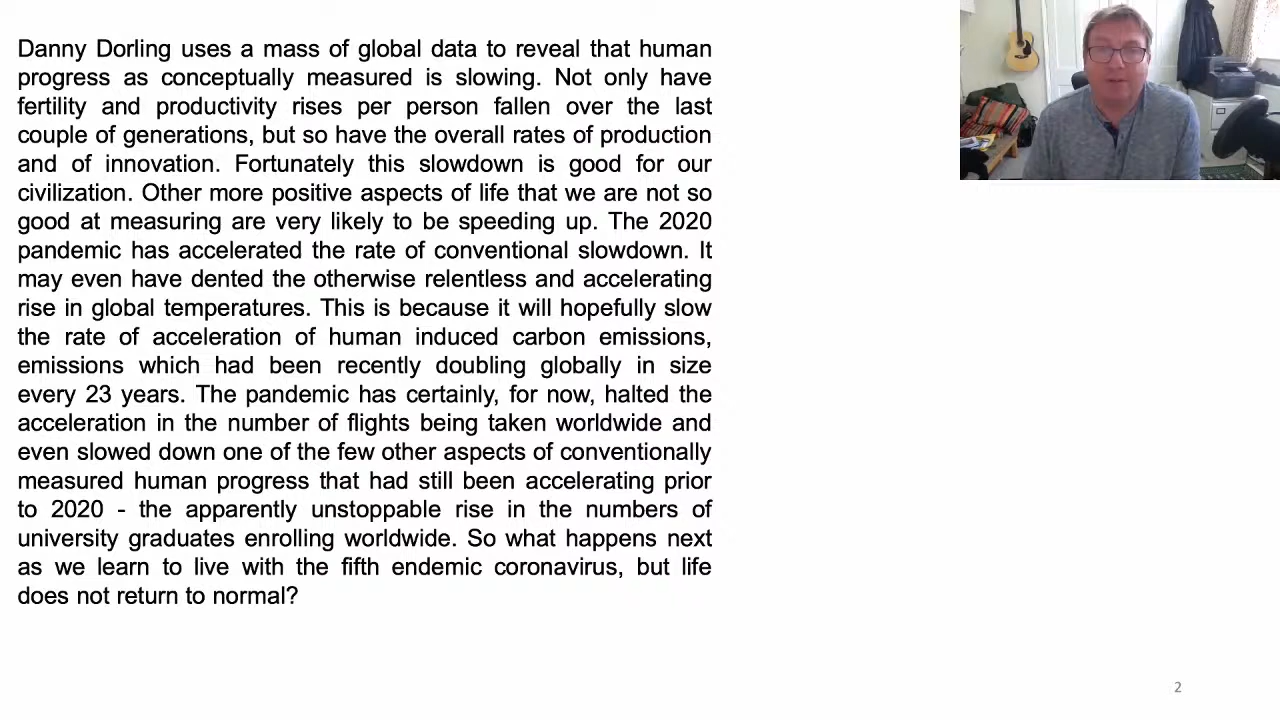 Danny Dorling uses a mass of global data to reveal that human
progress as conceptually measured is slowing. Not only have
fertility and productivity rises per person fallen over the last
couple of generations, but so have the overall rates of production
and of innovation. Fortunately this slowdown is good for our
civilization. Other more positive aspects of life that we are not so
good at measuring are very likely to be speeding up. The 2020
pandemic has accelerated the rate of conventional slowdown. It
may even have dented the otherwise relentless and accelerating
rise in global temperatures. This is because it will hopefully slow
the rate of acceleration of human induced carbon emissions,
emissions which had been recently doubling globally in size
every 23 years. The pandemic has certainly, for now, halted the
acceleration in the number of flights being taken worldwide and
even slowed down one of the few other aspects of conventionally
measured human progress that had still been accelerating prior
to 2020 - the apparently unstoppable rise in the numbers of
university graduates enrolling worldwide. So what happens next
as we learn to live with the fifth endemic coronavirus, but life
does not return to normal?
2